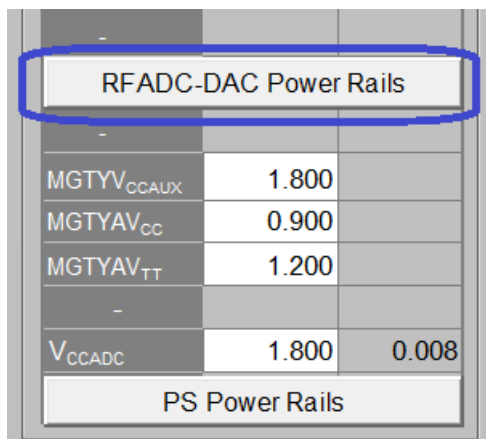 -
RFADC-DAC Power Rails
-
MGTYVCCAUX 1.800
MGTYAVCC 0.900
MGTYAVTT 1.200
-
VCCADC 1.800 0.008
PS Power Rails